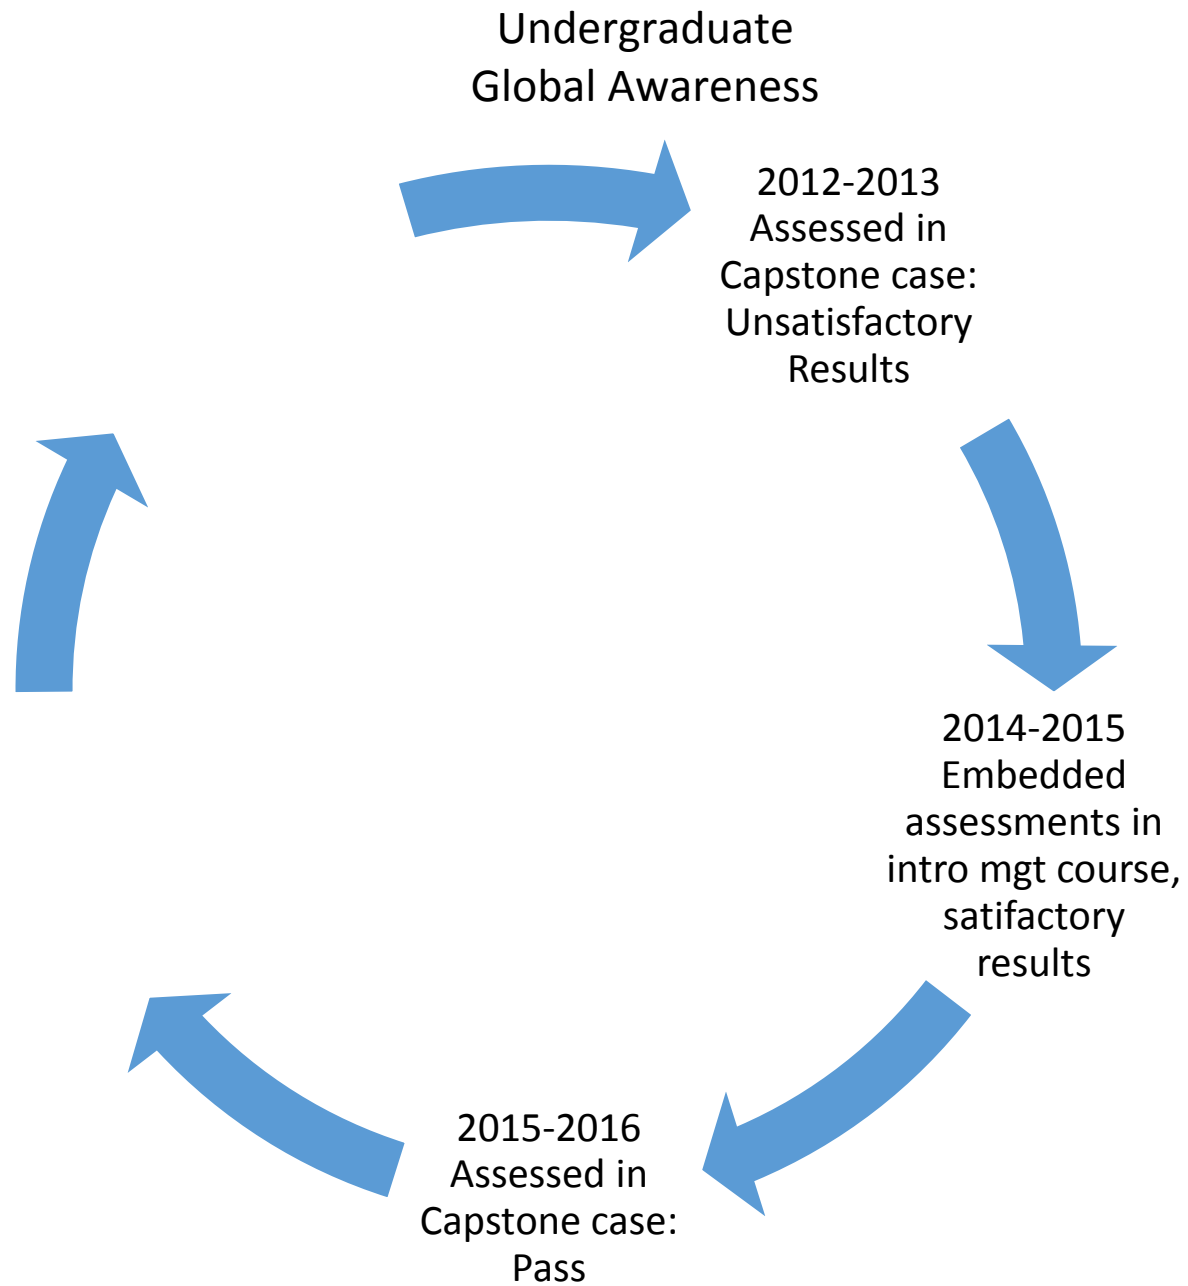 Undergraduate
Global Awareness
2012-2013
Assessed in
Capstone case:
Unsatisfactory
Results
2014-2015
Embedded
assessments in
intro mgt course,
satifactory
results
2015-2016
Assessed in
Capstone case:
Pass